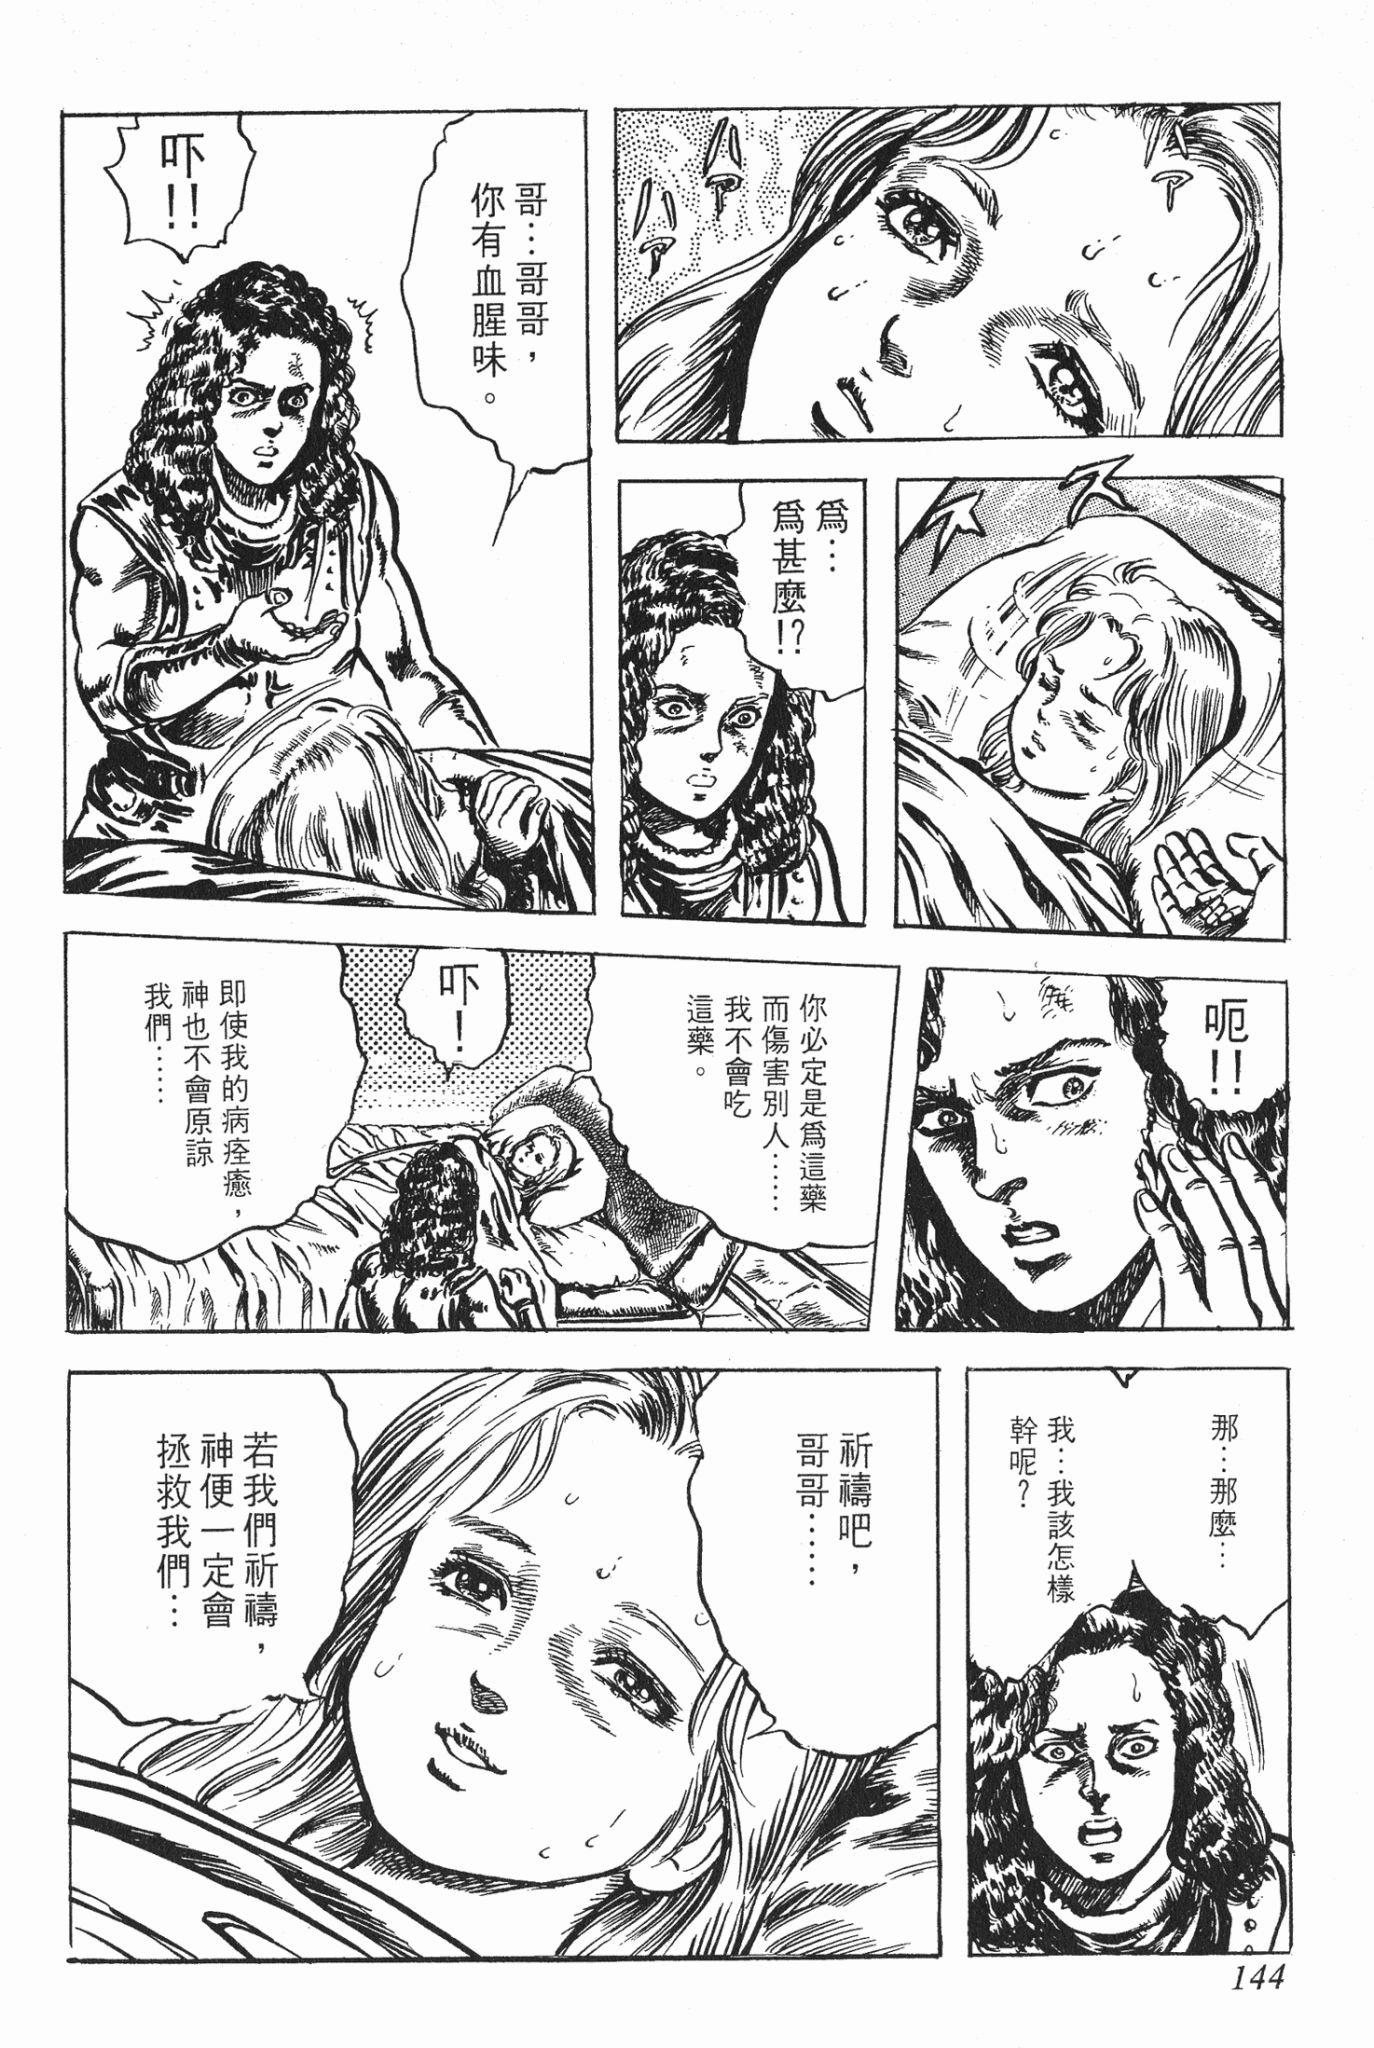 哥…哥哥，
你有血腥味。
吓!!
為…
為甚麼!?
呃!!
你必定是為這藥
而傷害別人……
我不會吃
這藥。
吓！
即使我的病痊癒，
神也不會原諒
我們……
那…那麼…
我…我該怎樣
幹呢？
祈禱吧，
哥哥……
若我們祈禱，
神便一定會
拯救我們…
144